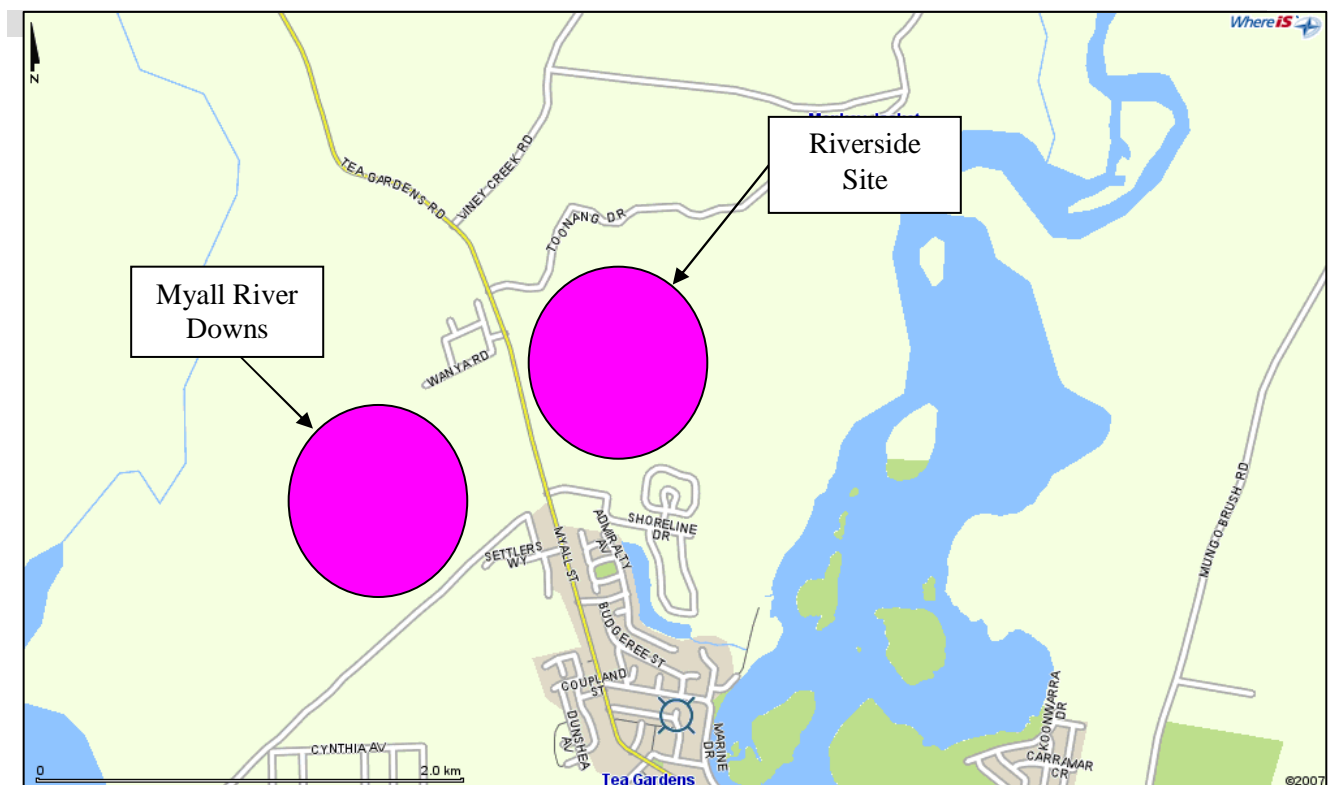 WhereiS
N
Riverside
Site
TEA GARDENS RD
VINEY CREEK RD
TOONANG DR
Myall River
Downs
WANYA RD
SHORELINE
DR
ADMIRALTY
AV
SETTLERS
WY
MYALL ST
MUNGO BRUSH RD
BUDGEREE ST
COUPLAND
ST
DUNSHEA
AV
MARINE
DR
KOONWARRA
DR
CARRAMAR
CR
CYNTHIA AV
0
2.0 km
Tea Gardens
©2007